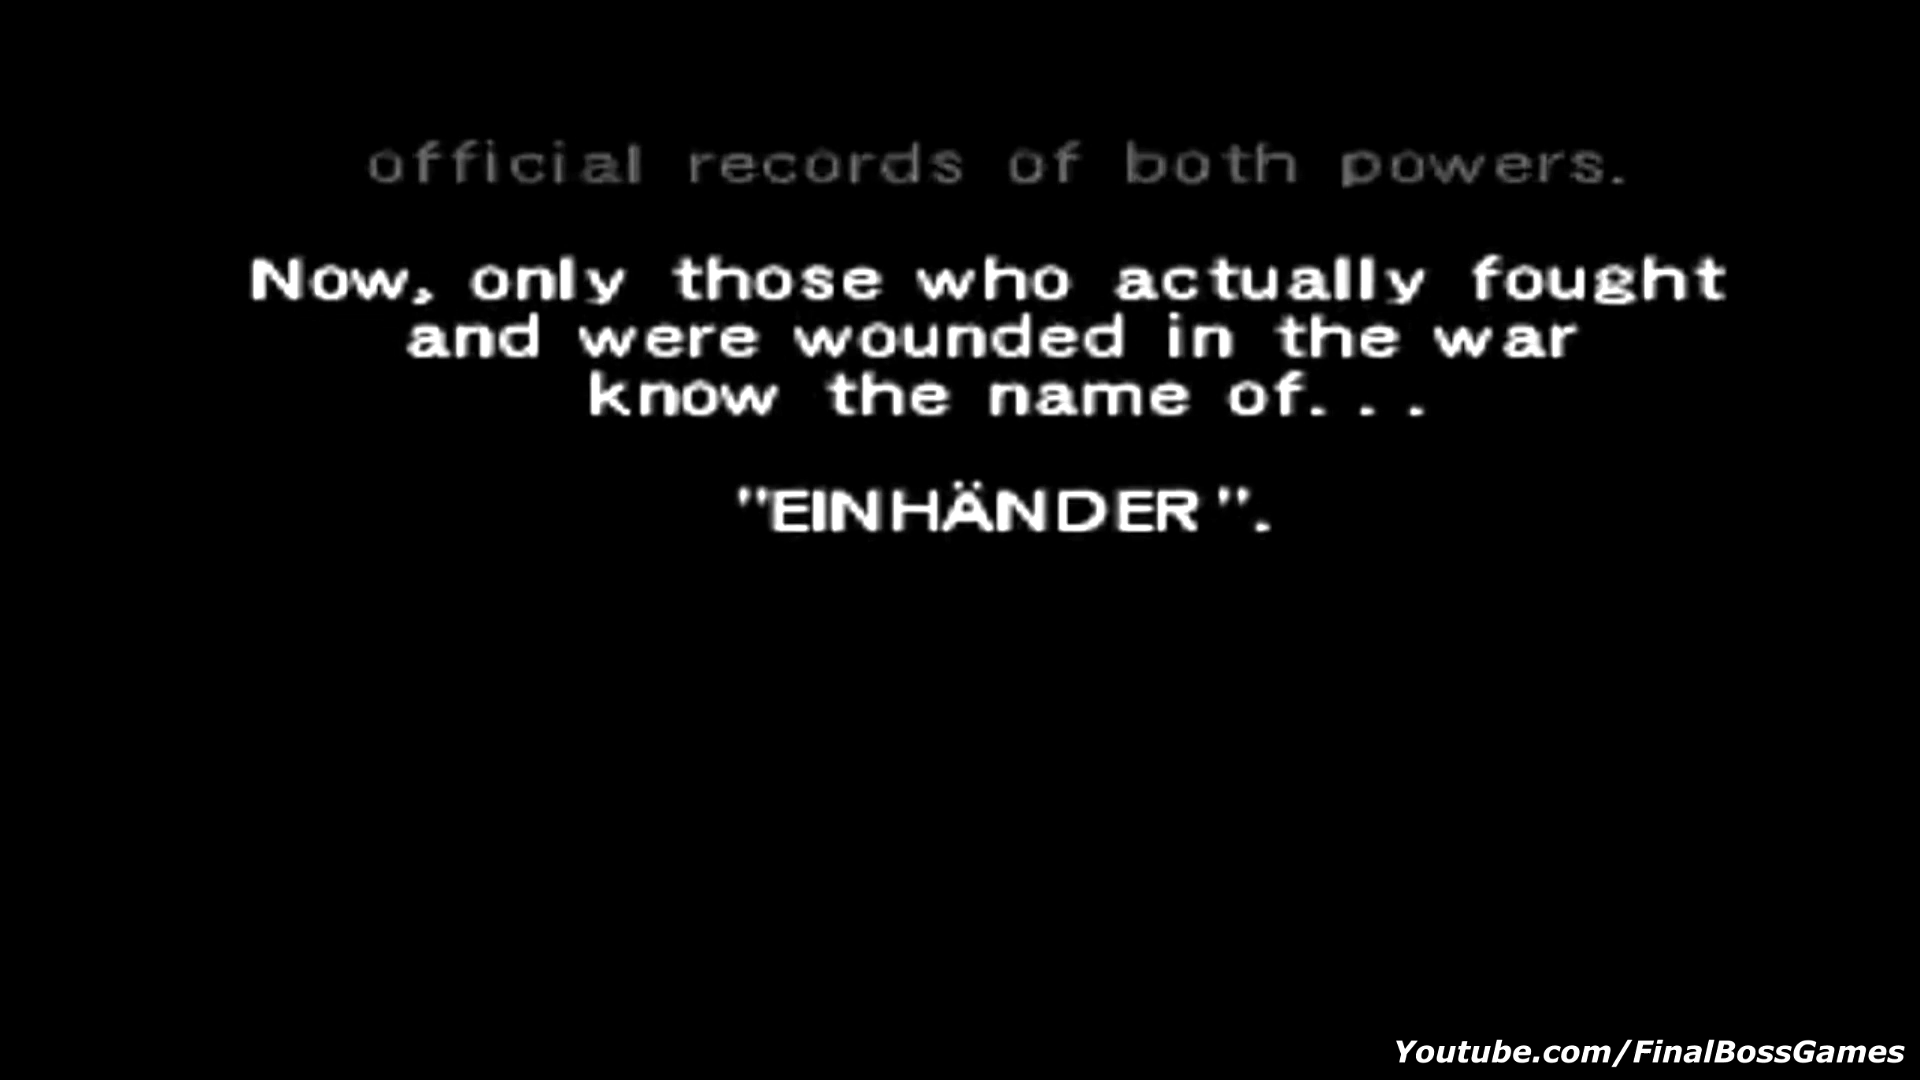 official records of both powers.
Now, only those who actually fought
and were wounded in the war
know the name of...
"EINHÄNDER".
Youtube.com/FinalBossGames